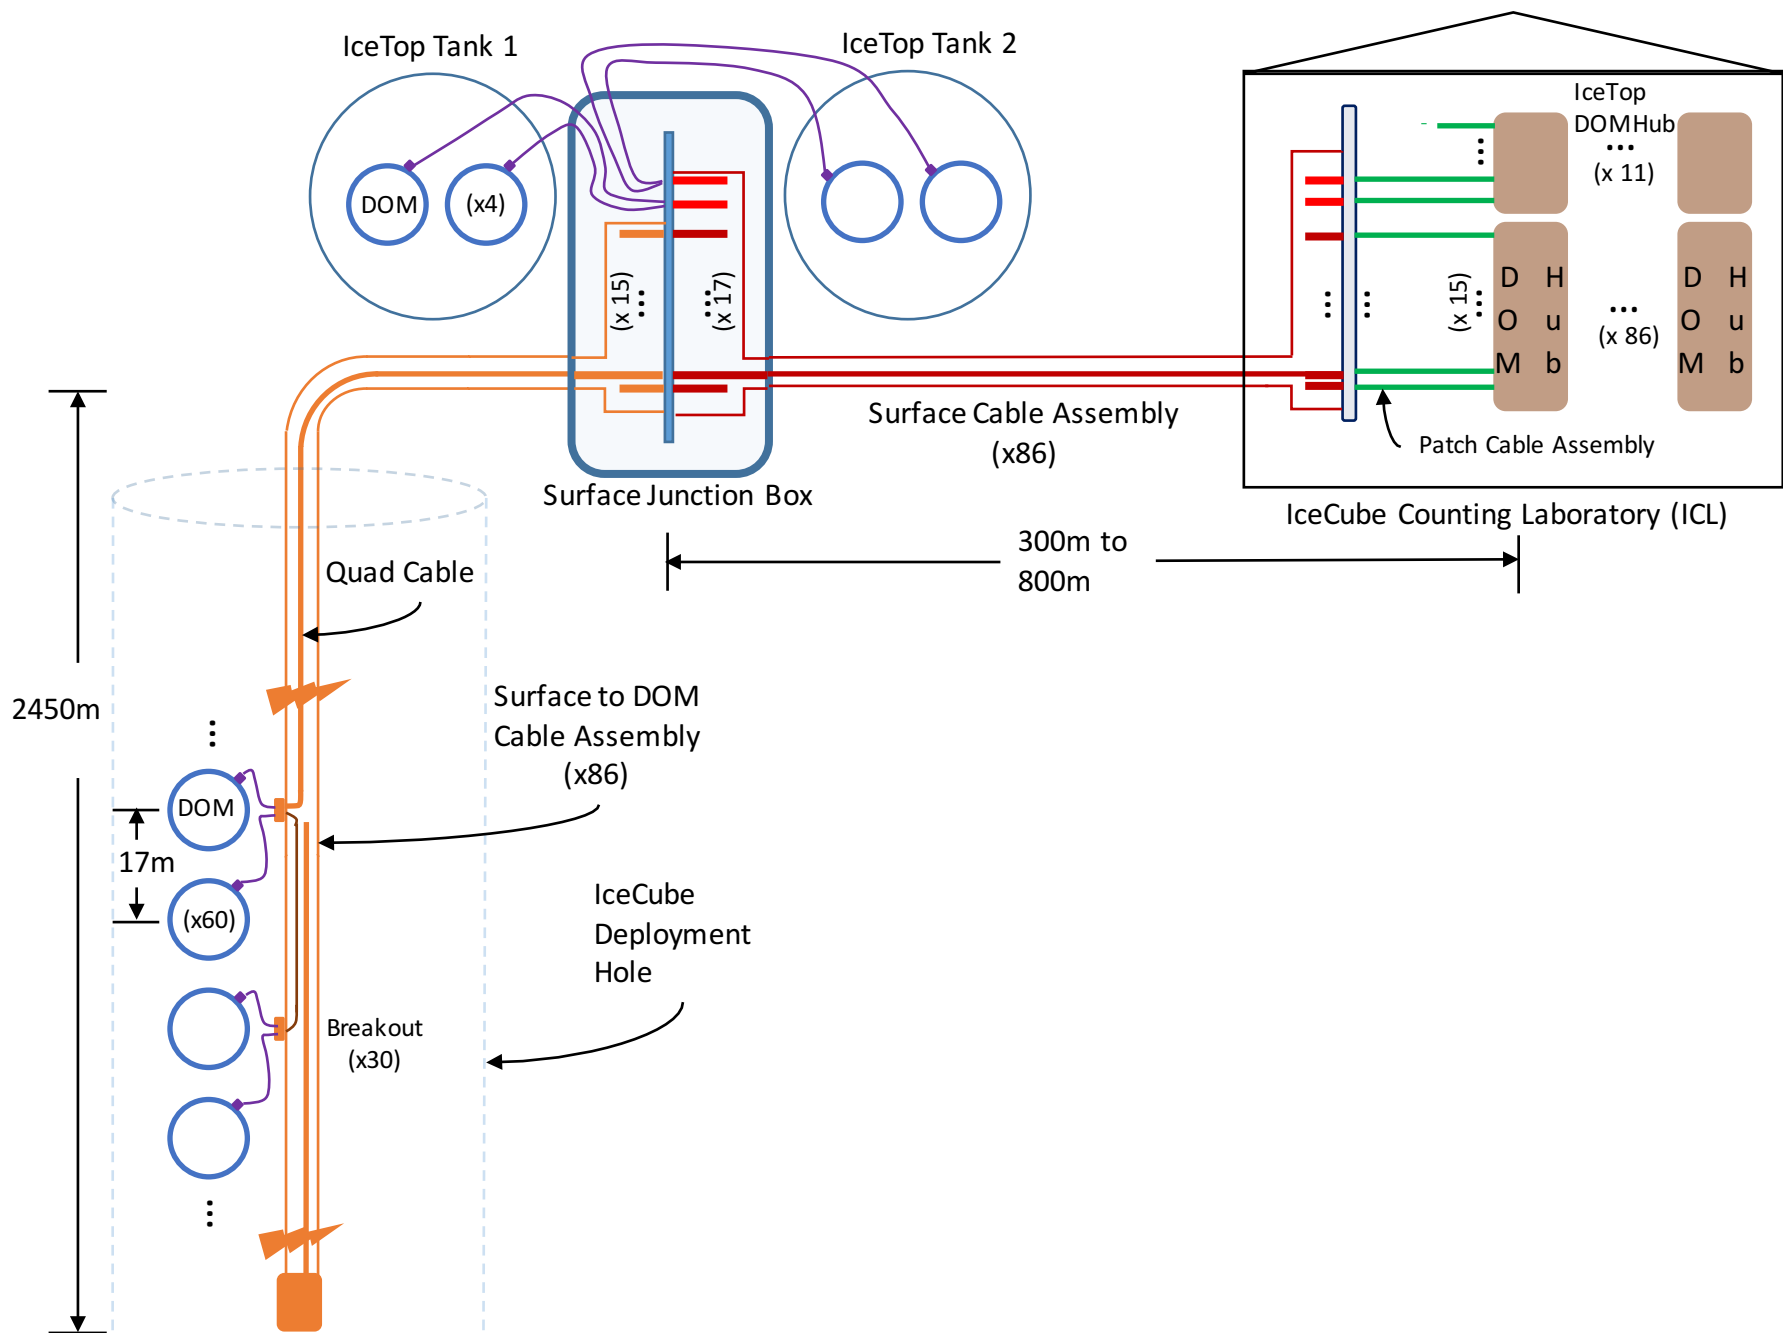 IceTop Tank 1
IceTop Tank 2
DOM
(x4)
(x 15)
(x 17)
IceTop
DOMHub
(x 11)
(x 15)
D H
O u
M b
(x 86)
D H
O u
M b
Surface Cable Assembly
(x86)
Patch Cable Assembly
Surface Junction Box
IceCube Counting Laboratory (ICL)
300m to
800m
Quad Cable
2450m
Surface to DOM
Cable Assembly
(x86)
DOM
17m
(x60)
IceCube
Deployment
Hole
Breakout
(x30)